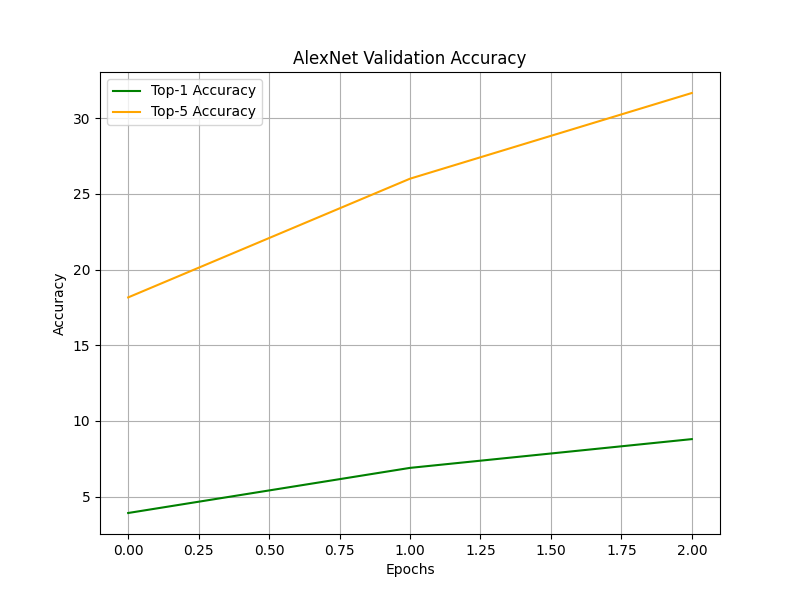 AlexNet Validation Accuracy
Top-1 Accuracy
Top-5 Accuracy
30
25
20
15
10
5
Accuracy
0.00 0.25 0.50 0.75 1.00 1.25 1.50 1.75 2.00
Epochs